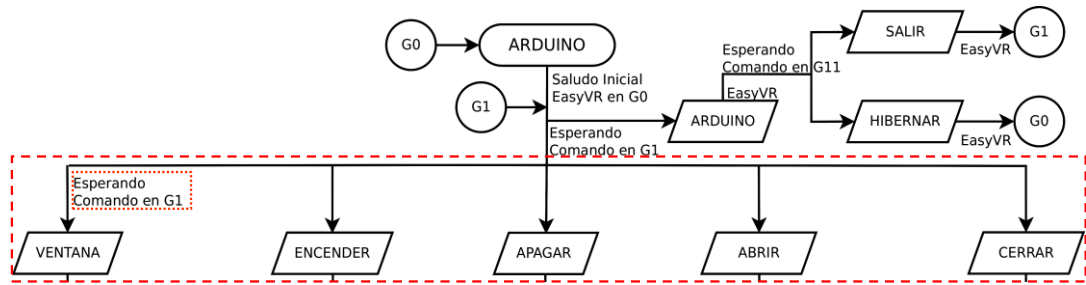 G0
ARDUINO
SALIR
EasyVR
G1
Esperando
Comando en G11
EasyVR
Saludo Inicial
EasyVR en G0
G1
ARDUINO
HIBERNAR
EasyVR
G0
Esperando
Comando en G1
Esperando
Comando en G1
VENTANA
ENCENDER
APAGAR
ABRIR
CERRAR